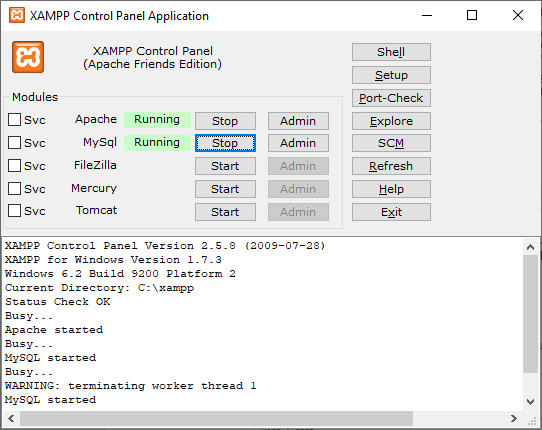 XAMPP Control Panel Application
XAMPP Control Panel
(Apache Friends Edition)
Shell
Setup
Port-Check
Explore
SCM
Refresh
Help
Exit
Modules
Svc Apache Running Stop Admin
Svc MySql Running Stop Admin
Svc FileZilla Start Admin
Svc Mercury Start Admin
Svc Tomcat Start Admin
XAMPP Control Panel Version 2.5.8 (2009-07-28)
XAMPP for Windows Version 1.7.3
Windows 6.2 Build 9200 Platform 2
Current Directory: C:\xampp
Status Check OK
Busy...
Apache started
Busy...
MySQL started
Busy...
WARNING: terminating worker thread 1
MySQL started